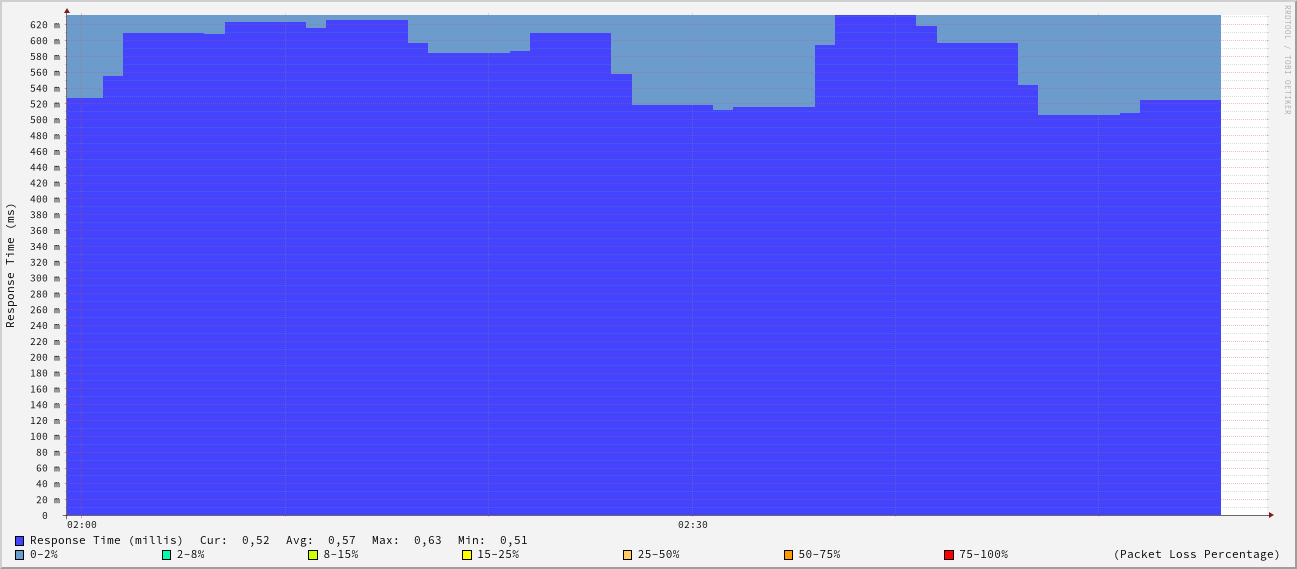 RRDTOOL / TOBI OETIKER
Response Time (ms)
620 m
600 m
580 m
560 m
540 m
520 m
500 m
480 m
460 m
440 m
420 m
400 m
380 m
360 m
340 m
320 m
300 m
280 m
260 m
240 m
220 m
200 m
180 m
160 m
140 m
120 m
100 m
80 m
60 m
40 m
20 m
0
02:00 02:30
Response Time (millis) Cur: 0,52 Avg: 0,57 Max: 0,63 Min: 0,51
0-2% 2-8% 8-15% 15-25% 25-50% 50-75% 75-100% (Packet Loss Percentage)